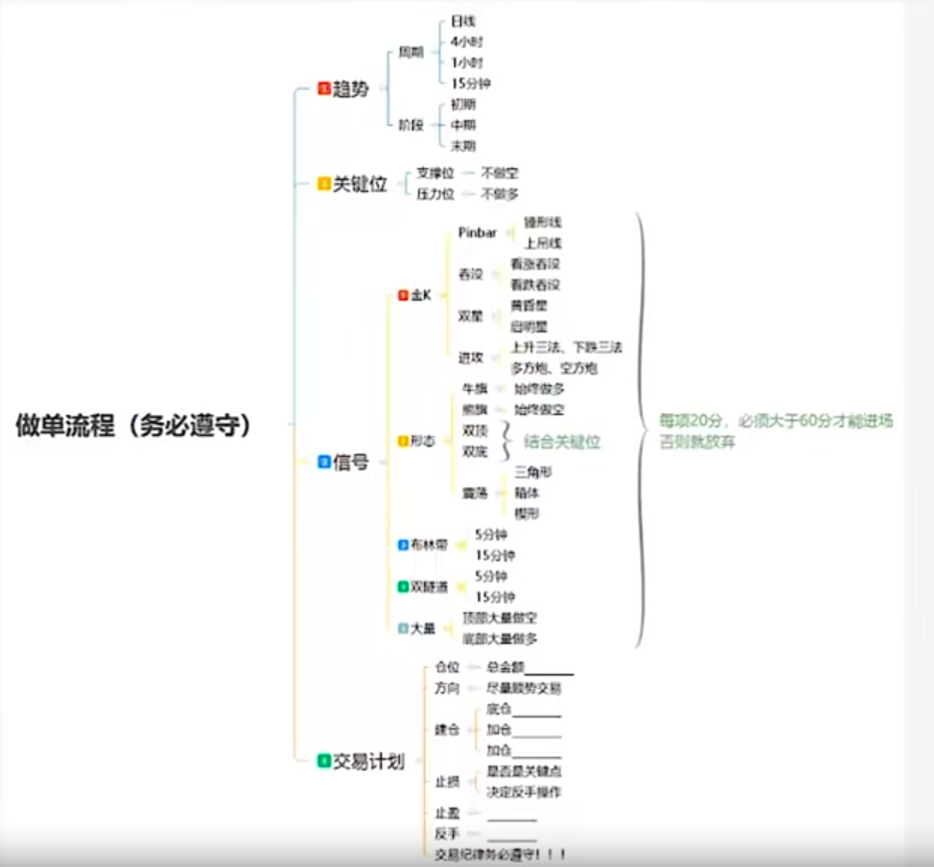 做单流程（务必遵守）
1 趋势
周期
日线
4小时
1小时
15分钟
阶段
初期
中期
末期
2 关键位
支撑位
不做空
压力位
不做多
3 信号
1 金K
Pinbar
锤形线
上吊线
吞没
看涨吞没
看跌吞没
双星
黄昏星
启明星
进攻
上升三法、下跌三法
多方炮、空方炮
2 形态
牛旗
始终做多
熊旗
始终做空
双顶
双底
结合关键位
震荡
三角形
箱体
楔形
3 布林带
5分钟
15分钟
4 双隧道
5分钟
15分钟
5 大量
顶部大量做空
底部大量做多
每项20分，必须大于60分才能进场
否则就放弃
4 交易计划
仓位
总金额______
方向
尽量顺势交易
建仓
底仓______
加仓______
加仓______
止损
是否是关键点
决定反手操作
止盈
______
反手
______
交易纪律务必遵守！！！